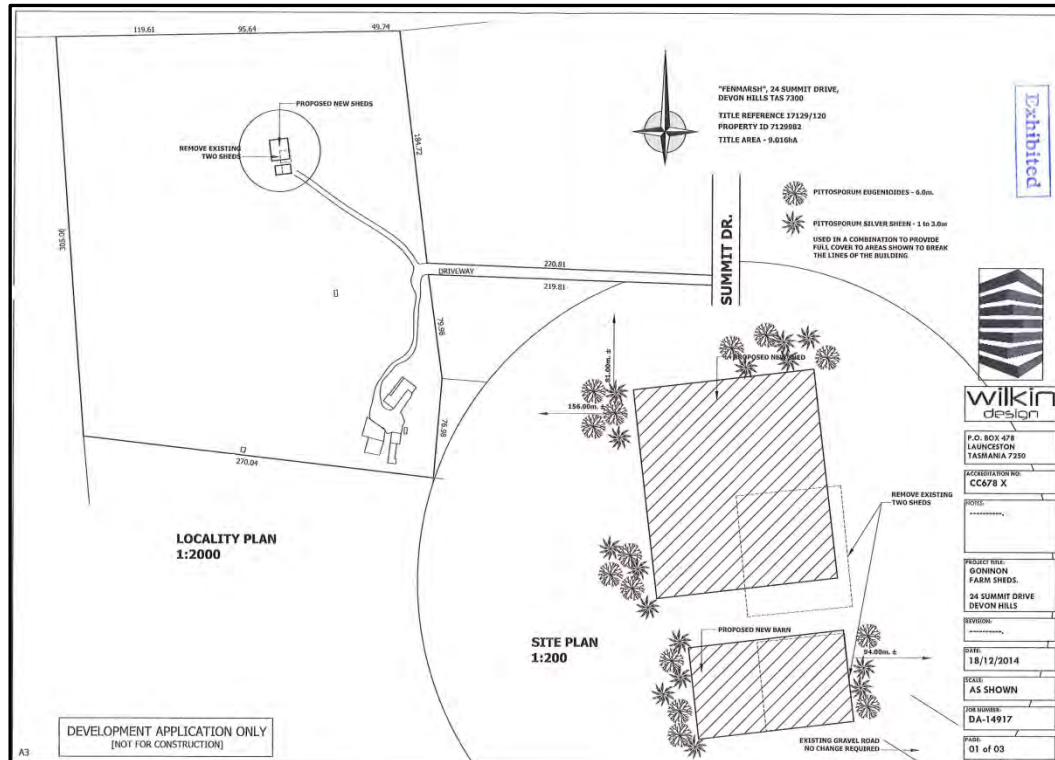 119.61
95.64
49.74
PROPOSED NEW SHEDS
REMOVE EXISTING
TWO SHEDS
184.72
305.06
DRIVEWAY
270.81
219.81
79.98
78.98
270.04
LOCALITY PLAN
1:2000
"FENMARSH", 24 SUMMIT DRIVE,
DEVON HILLS TAS 7300
TITLE REFERENCE 17129/120
PROPERTY ID 7129982
TITLE AREA - 9.016hA
PITTOSPORUM EUGENIOIDES - 6.0m.
PITTOSPORUM SILVER SHEEN - 1 to 3.0m
USED IN A COMBINATION TO PROVIDE
FULL COVER TO AREAS SHOWN TO BREAK
THE LINES OF THE BUILDING
SUMMIT DR.
Exhibited
81.00m. ±
PROPOSED NEW SHED
156.00m. ±
REMOVE EXISTING
TWO SHEDS
SITE PLAN
1:200
PROPOSED NEW BARN
94.00m. ±
EXISTING GRAVEL ROAD
NO CHANGE REQUIRED
wilkin
design
P.O. BOX 478
LAUNCESTON
TASMANIA 7250
ACCREDITATION NO:
CC678 X
NOTES:
----------.
PROJECT TITLE:
GONINON
FARM SHEDS.
24 SUMMIT DRIVE
DEVON HILLS
REVISION:
----------.
DATE:
18/12/2014
SCALE:
AS SHOWN
JOB NUMBER:
DA-14917
PAGE:
01 of 03
DEVELOPMENT APPLICATION ONLY
[NOT FOR CONSTRUCTION]
A3